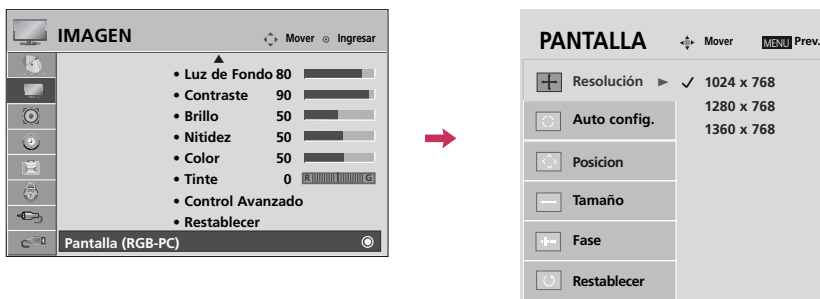 IMAGEN
Mover Ingresar
• Luz de Fondo 80
• Contraste 90
• Brillo 50
• Nitidez 50
• Color 50
• Tinte 0 R G
• Control Avanzado
• Restablecer
Pantalla (RGB-PC)
PANTALLA
Mover MENU Prev.
Resolución ► ✓ 1024 x 768
1280 x 768
1360 x 768
Auto config.
Posicion
Tamaño
Fase
Restablecer